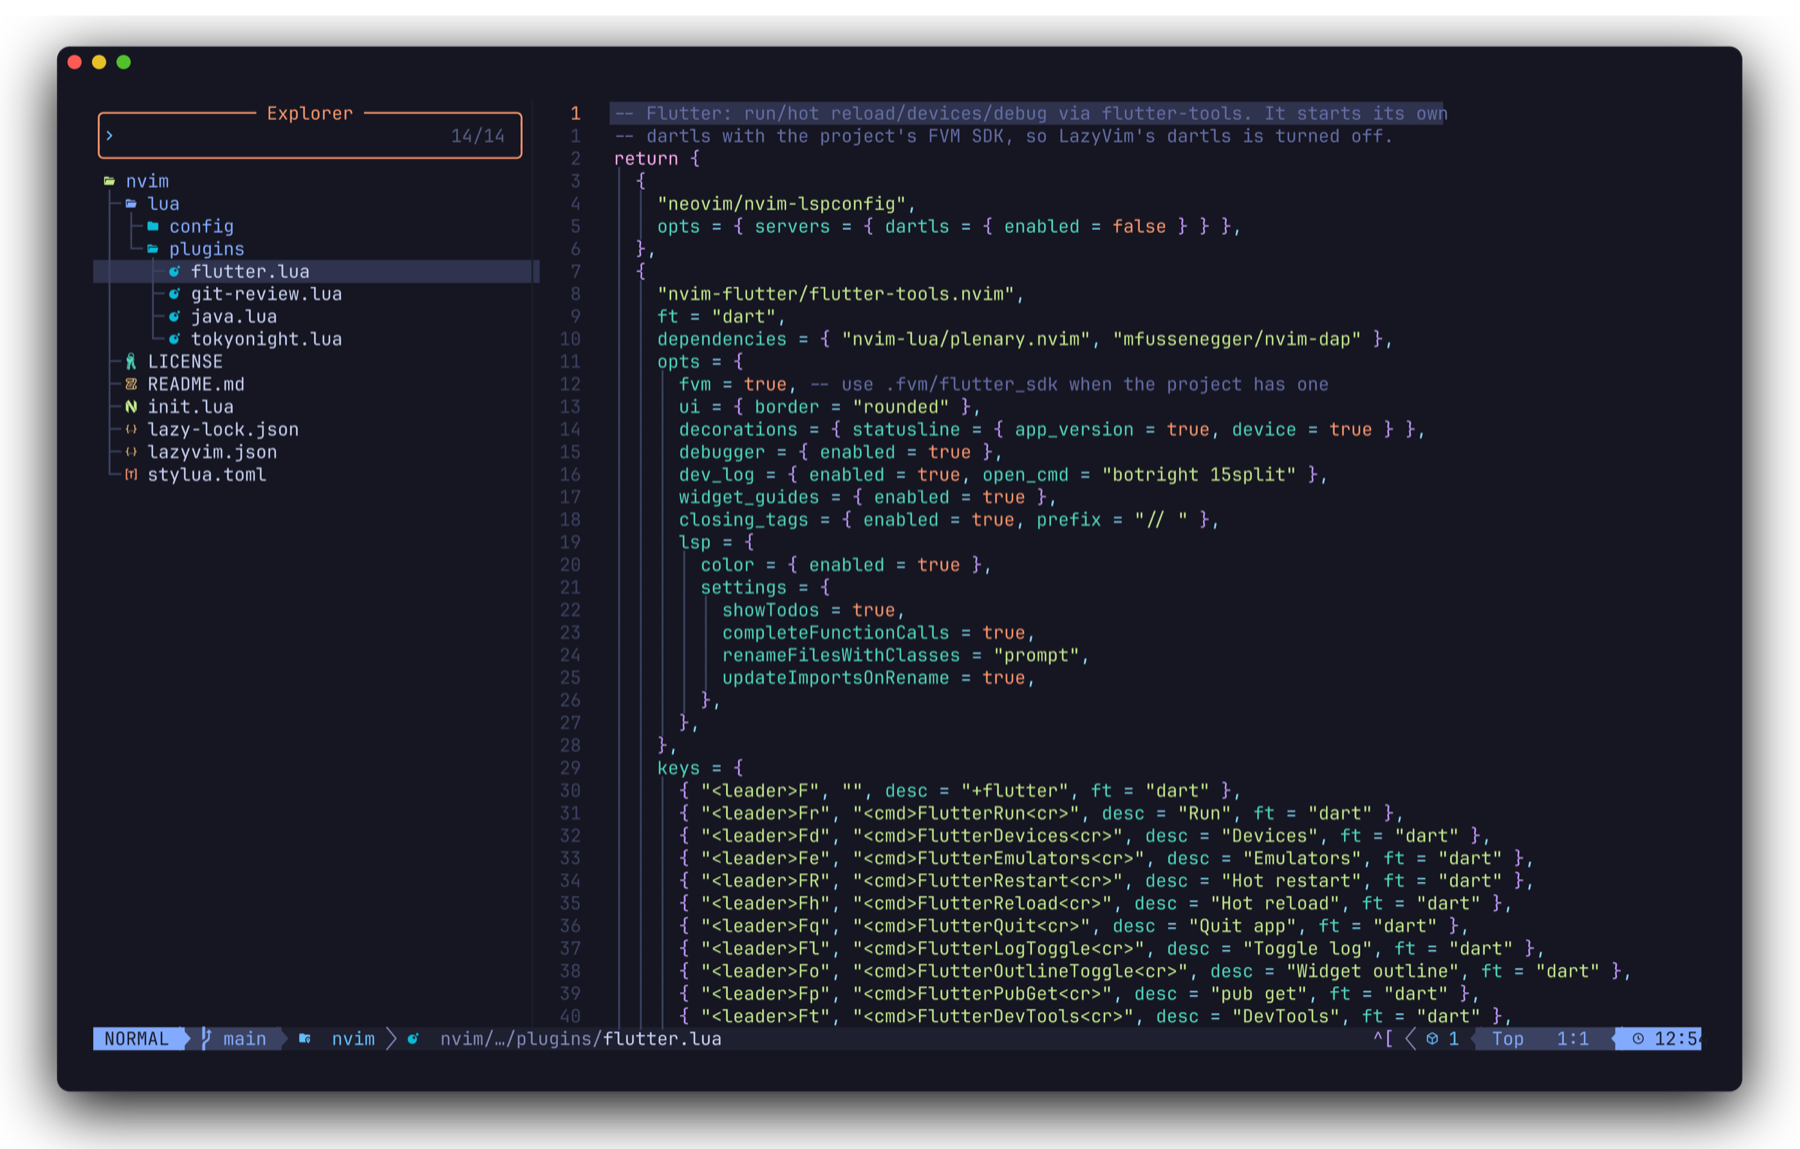 Explorer
> 14/14
nvim
lua
config
plugins
flutter.lua
git-review.lua
java.lua
tokyonight.lua
LICENSE
README.md
init.lua
lazy-lock.json
lazyvim.json
stylua.toml
1 -- Flutter: run/hot reload/devices/debug via flutter-tools. It starts its own
1 -- dartls with the project's FVM SDK, so LazyVim's dartls is turned off.
2 return {
3 {
4 "neovim/nvim-lspconfig",
5 opts = { servers = { dartls = { enabled = false } } },
6 },
7 {
8 "nvim-flutter/flutter-tools.nvim",
9 ft = "dart",
10 dependencies = { "nvim-lua/plenary.nvim", "mfussenegger/nvim-dap" },
11 opts = {
12 fvm = true, -- use .fvm/flutter_sdk when the project has one
13 ui = { border = "rounded" },
14 decorations = { statusline = { app_version = true, device = true } },
15 debugger = { enabled = true },
16 dev_log = { enabled = true, open_cmd = "botright 15split" },
17 widget_guides = { enabled = true },
18 closing_tags = { enabled = true, prefix = "// " },
19 lsp = {
20 color = { enabled = true },
21 settings = {
22 showTodos = true,
23 completeFunctionCalls = true,
24 renameFilesWithClasses = "prompt",
25 updateImportsOnRename = true,
26 },
27 },
28 },
29 keys = {
30 { "<leader>F", "", desc = "+flutter", ft = "dart" },
31 { "<leader>Fr", "<cmd>FlutterRun<cr>", desc = "Run", ft = "dart" },
32 { "<leader>Fd", "<cmd>FlutterDevices<cr>", desc = "Devices", ft = "dart" },
33 { "<leader>Fe", "<cmd>FlutterEmulators<cr>", desc = "Emulators", ft = "dart" },
34 { "<leader>FR", "<cmd>FlutterRestart<cr>", desc = "Hot restart", ft = "dart" },
35 { "<leader>Fh", "<cmd>FlutterReload<cr>", desc = "Hot reload", ft = "dart" },
36 { "<leader>Fq", "<cmd>FlutterQuit<cr>", desc = "Quit app", ft = "dart" },
37 { "<leader>Fl", "<cmd>FlutterLogToggle<cr>", desc = "Toggle log", ft = "dart" },
38 { "<leader>Fo", "<cmd>FlutterOutlineToggle<cr>", desc = "Widget outline", ft = "dart" },
39 { "<leader>Fp", "<cmd>FlutterPubGet<cr>", desc = "pub get", ft = "dart" },
40 { "<leader>Ft", "<cmd>FlutterDevTools<cr>", desc = "DevTools", ft = "dart" },
NORMAL main nvim nvim/…/plugins/flutter.lua ^[ 1 Top 1:1